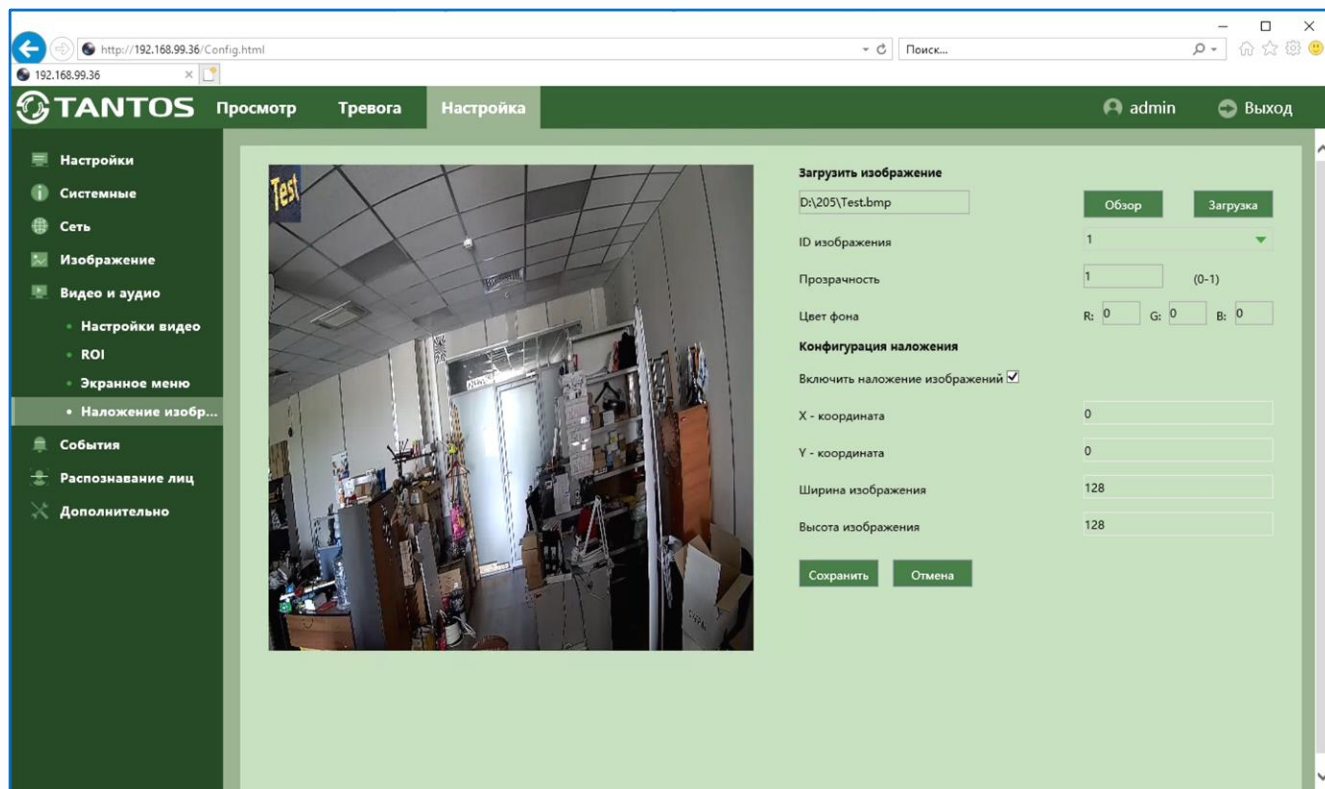 http://192.168.99.36/Config.html
Поиск...
192.168.99.36
TANTOS Просмотр Тревога Настройка admin Выход
Настройки
Системные
Сеть
Изображение
Видео и аудио
Настройки видео
ROI
Экранное меню
Наложение изобр...
События
Распознавание лиц
Дополнительно
Test
Загрузить изображение
D:\205\Test.bmp Обзор Загрузка
ID изображения 1
Прозрачность 1 (0-1)
Цвет фона R: 0 G: 0 B: 0
Конфигурация наложения
Включить наложение изображений
X - координата 0
Y - координата 0
Ширина изображения 128
Высота изображения 128
Сохранить Отмена